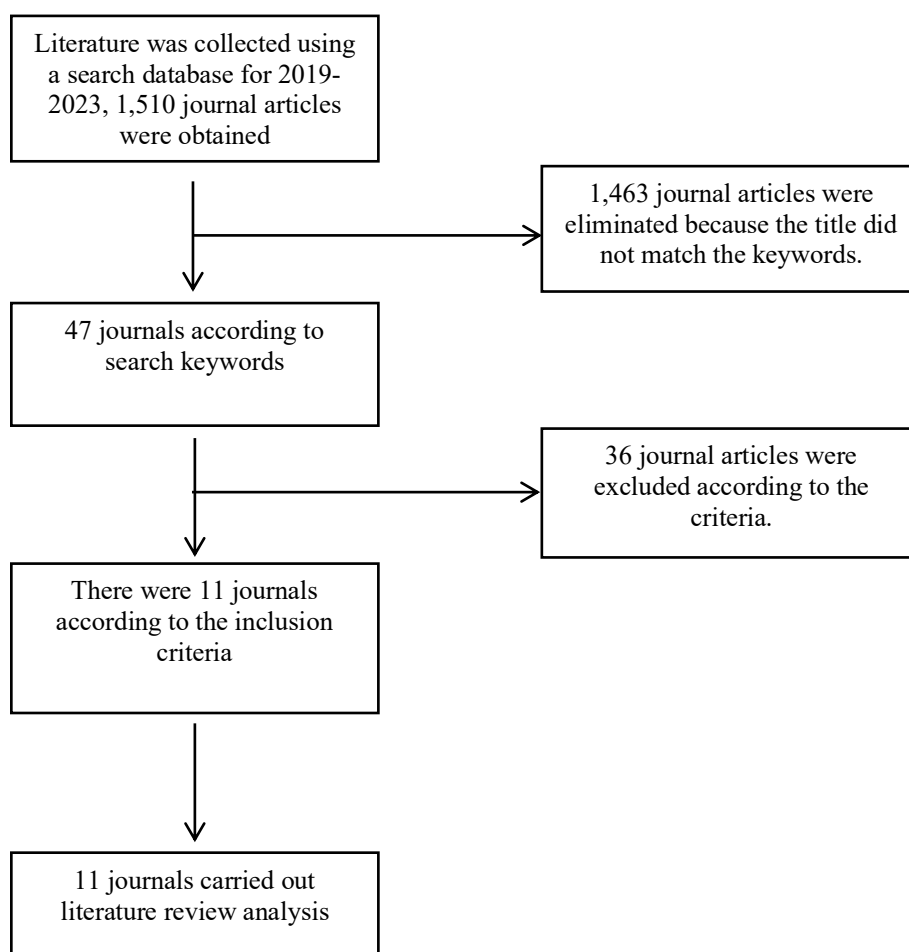 Literature was collected using
a search database for 2019-
2023, 1,510 journal articles
were obtained
1,463 journal articles were
eliminated because the title did
not match the keywords.
47 journals according to
search keywords
36 journal articles were
excluded according to the
criteria.
There were 11 journals
according to the inclusion
criteria
11 journals carried out
literature review analysis